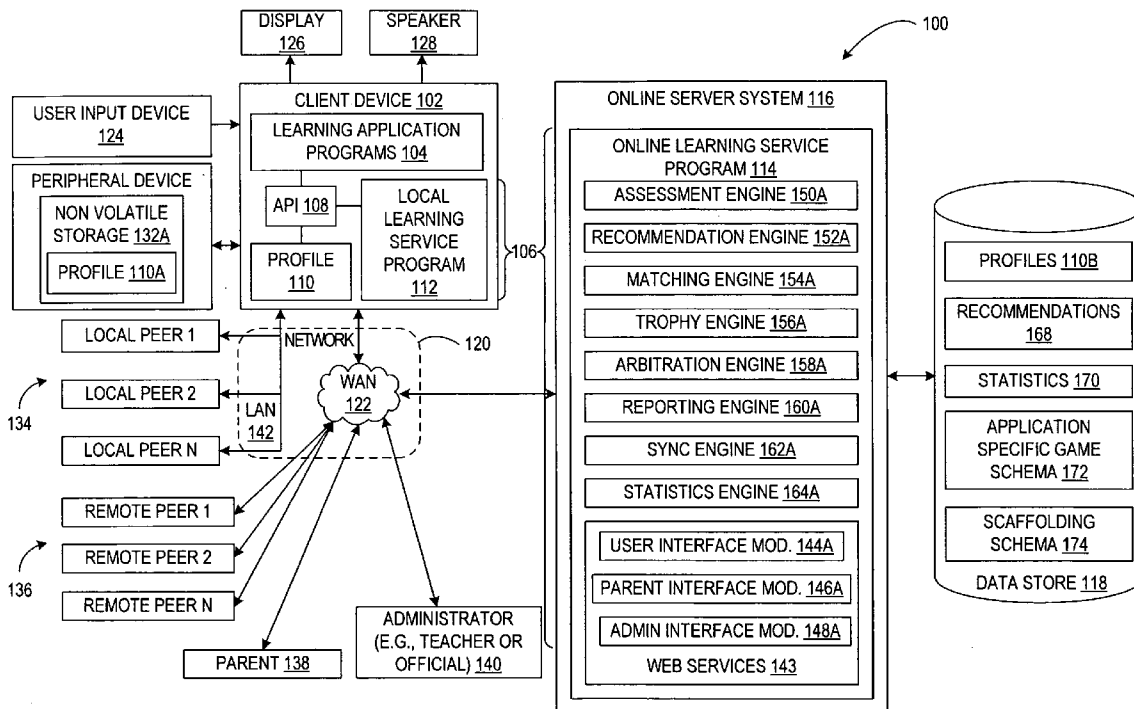 DISPLAY
126
SPEAKER
128
100
USER INPUT DEVICE
124
CLIENT DEVICE 102
LEARNING APPLICATION
PROGRAMS 104
API 108
LOCAL
LEARNING
SERVICE
PROGRAM
112
PROFILE
110
106
PERIPHERAL DEVICE
NON VOLATILE
STORAGE 132A
PROFILE 110A
LOCAL PEER 1
LOCAL PEER 2
LOCAL PEER N
134
NETWORK
120
WAN
122
LAN
142
REMOTE PEER 1
REMOTE PEER 2
REMOTE PEER N
136
PARENT 138
ADMINISTRATOR
(E.G., TEACHER OR
OFFICIAL) 140
ONLINE SERVER SYSTEM 116
ONLINE LEARNING SERVICE
PROGRAM 114
ASSESSMENT ENGINE 150A
RECOMMENDATION ENGINE 152A
MATCHING ENGINE 154A
TROPHY ENGINE 156A
ARBITRATION ENGINE 158A
REPORTING ENGINE 160A
SYNC ENGINE 162A
STATISTICS ENGINE 164A
USER INTERFACE MOD. 144A
PARENT INTERFACE MOD. 146A
ADMIN INTERFACE MOD. 148A
WEB SERVICES 143
PROFILES 110B
RECOMMENDATIONS
168
STATISTICS 170
APPLICATION
SPECIFIC GAME
SCHEMA 172
SCAFFOLDING
SCHEMA 174
DATA STORE 118